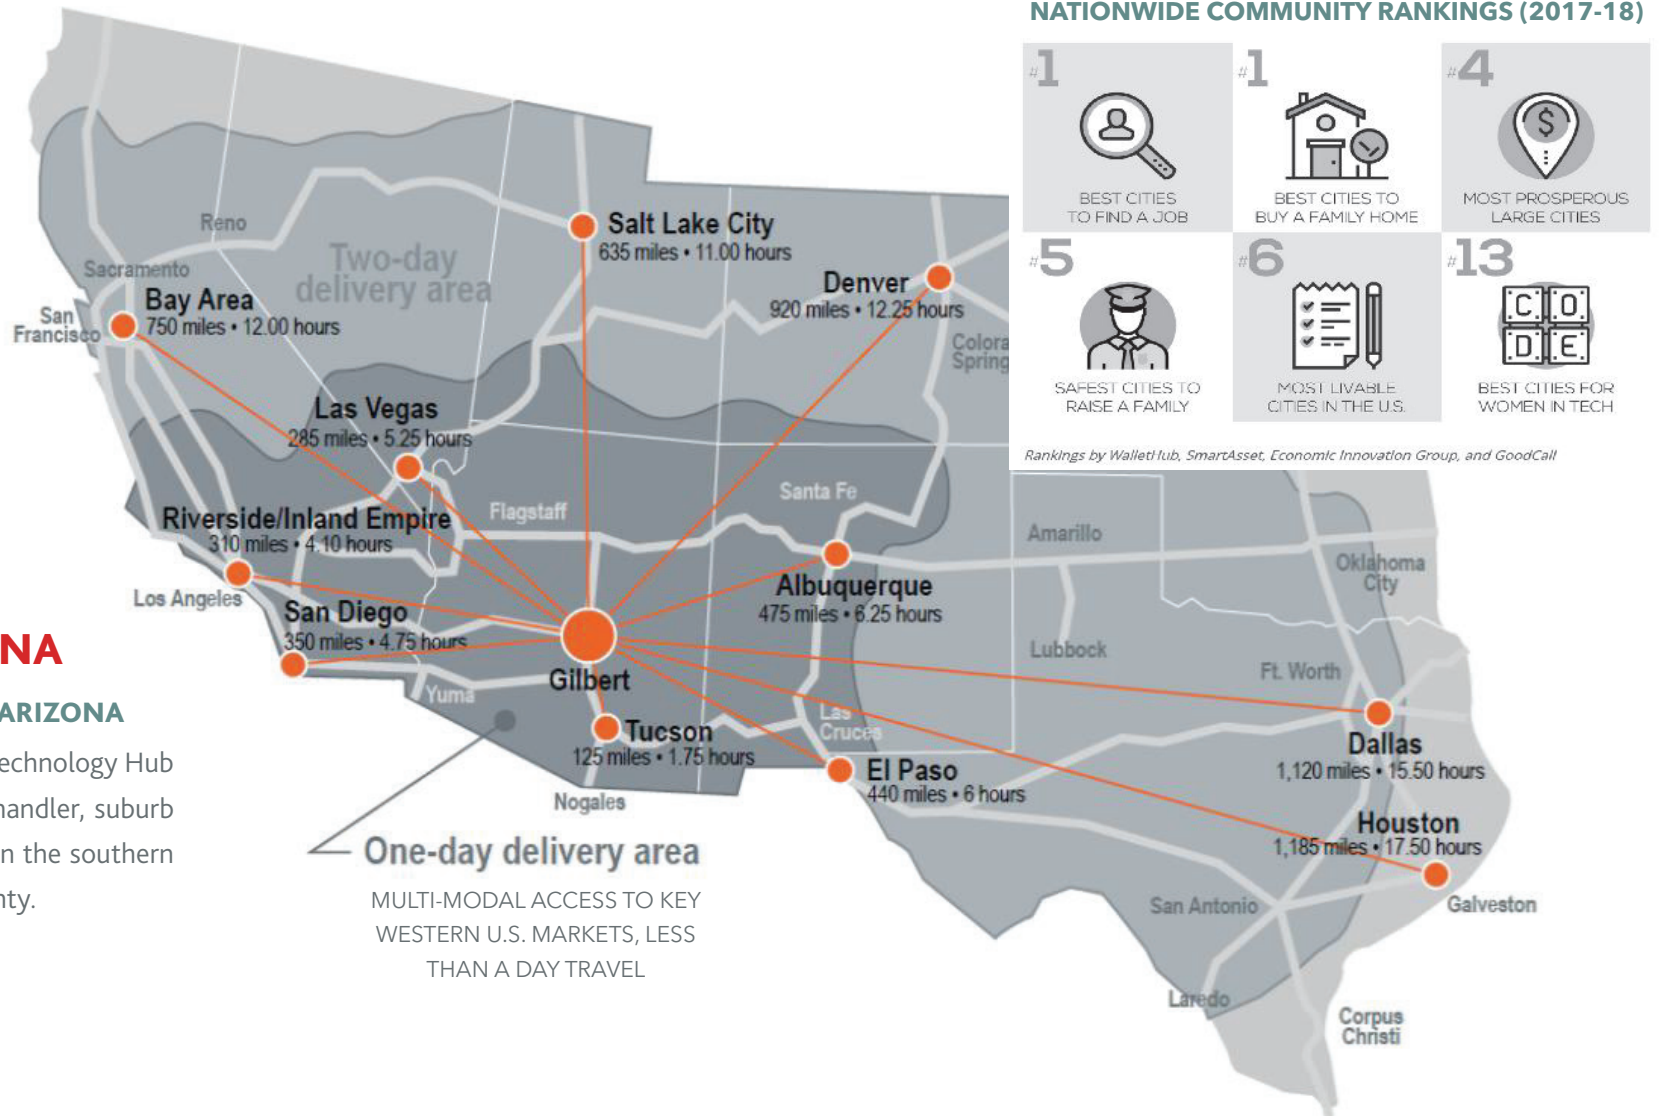 NATIONWIDE COMMUNITY RANKINGS (2017-18)
#1
BEST CITIES
TO FIND A JOB
#1
BEST CITIES TO
BUY A FAMILY HOME
#4
MOST PROSPEROUS
LARGE CITIES
#5
SAFEST CITIES TO
RAISE A FAMILY
#6
MOST LIVABLE
CITIES IN THE U.S.
#13
C O
D E
BEST CITIES FOR
WOMEN IN TECH
Rankings by WalletHub, SmartAsset, Economic Innovation Group, and GoodCall
Reno
Sacramento
San
Francisco
Bay Area
750 miles • 12.00 hours
Two-day
delivery area
Salt Lake City
635 miles • 11.00 hours
Denver
920 miles • 12.25 hours
Colora
Spring
Las Vegas
285 miles • 5.25 hours
Riverside/Inland Empire
310 miles • 4.10 hours
Los Angeles
Flagstaff
Santa Fe
Albuquerque
475 miles • 6.25 hours
Amarillo
Oklahoma
City
Lubbock
Ft. Worth
San Diego
350 miles • 4.75 hours
Yuma
Gilbert
Tucson
125 miles • 1.75 hours
Nogales
Las
Cruces
El Paso
440 miles • 6 hours
Dallas
1,120 miles • 15.50 hours
Houston
1,185 miles • 17.50 hours
San Antonio
Galveston
Laredo
Corpus
Christi
One-day delivery area
MULTI-MODAL ACCESS TO KEY
WESTERN U.S. MARKETS, LESS
THAN A DAY TRAVEL
NA
ARIZONA
echnology Hub
handler, suburb
n the southern
nty.